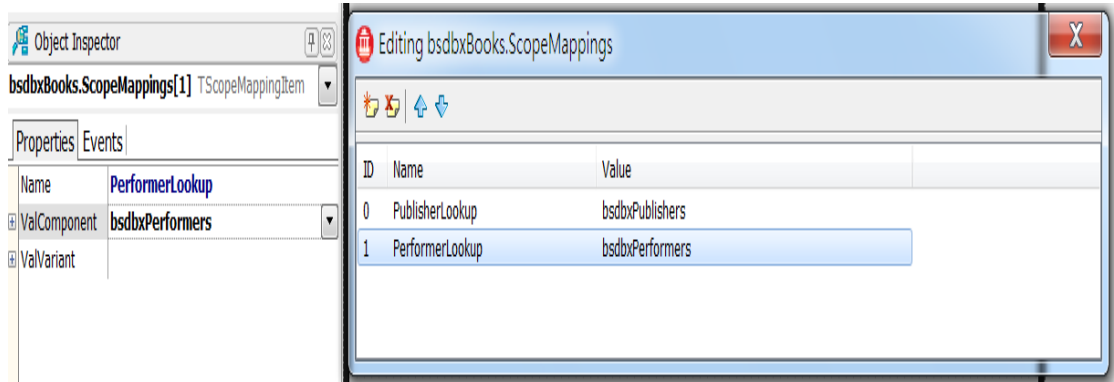 Object Inspector
bsdbxBooks.ScopeMappings[1] TScopeMappingItem
Properties Events
Name PerformerLookup
ValComponent bsdbxPerformers
ValVariant
Editing bsdbxBooks.ScopeMappings
X
ID Name Value
0 PublisherLookup bsdbxPublishers
1 PerformerLookup bsdbxPerformers